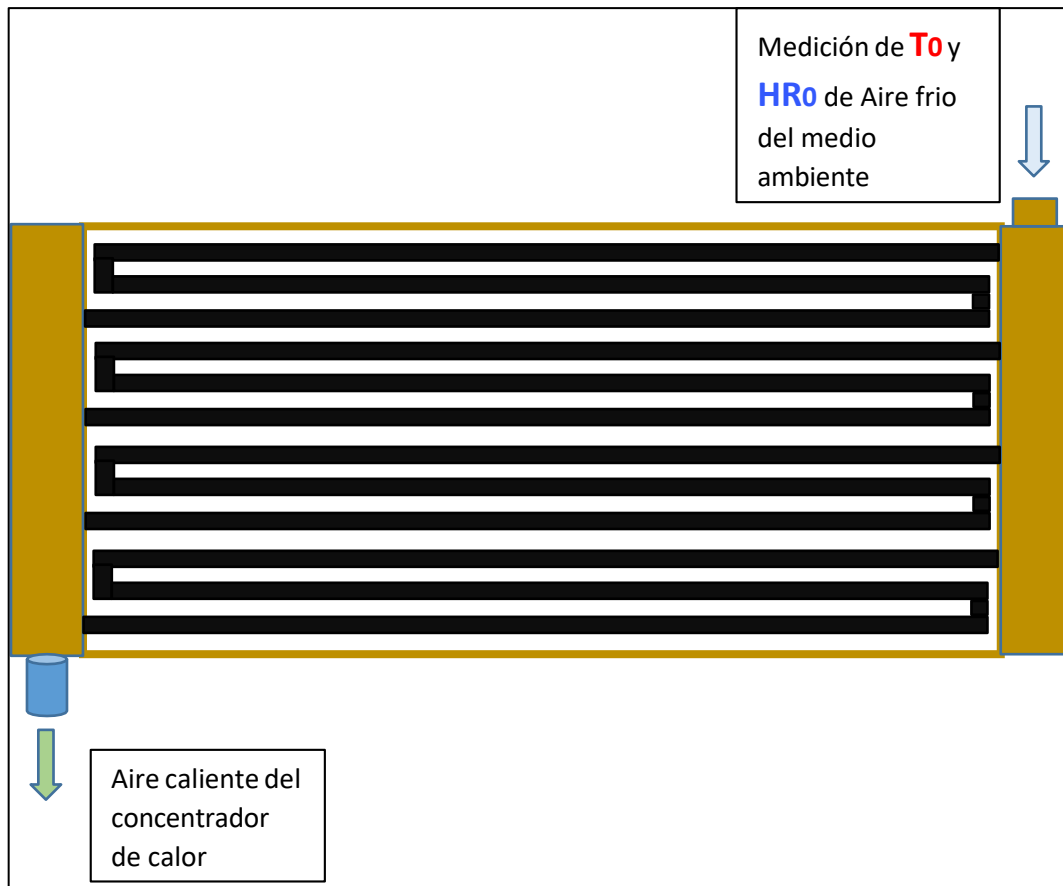 Medición de T0 y
HR0 de Aire frio
del medio
ambiente
Aire caliente del
concentrador
de calor